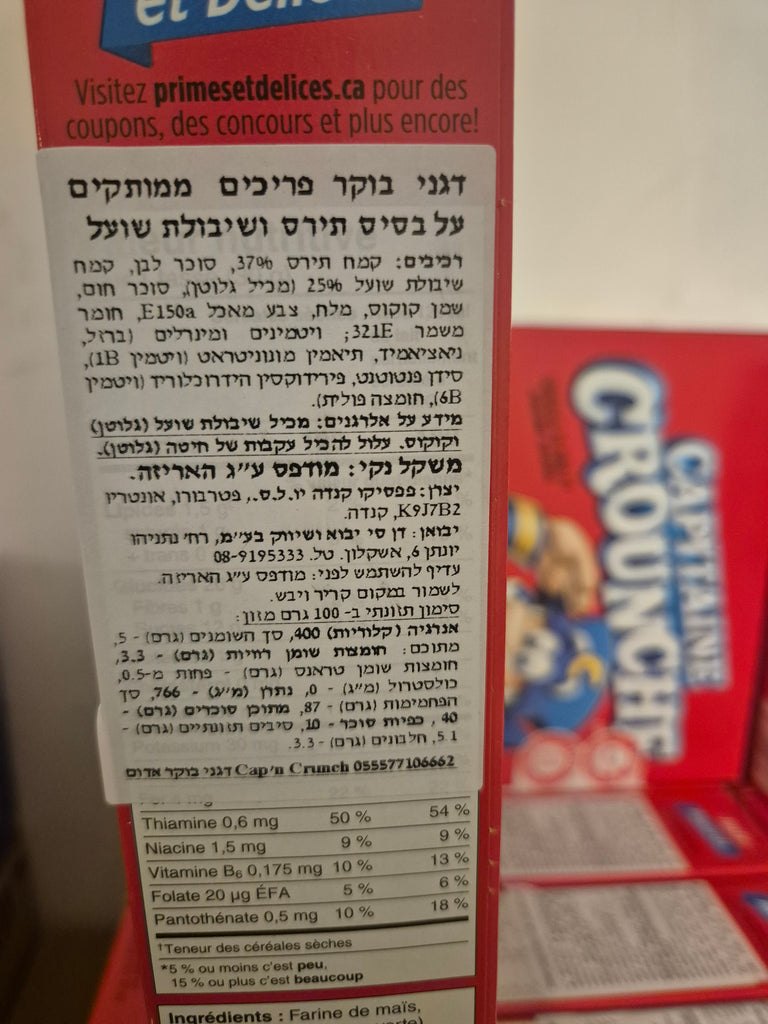 et Déli
Visitez primesetdelices.ca pour des
coupons, des concours et plus encore!
דגני בוקר פריכים ממותקים
על בסיס תירס ושיבולת שועל
רכיבים: קמח תירס 37%, סוכר לבן, קמח
שיבולת שועל 25% (מכיל גלוטן), סוכר חום,
שמן קוקוס, מלח, צבע מאכל E150a, חומר
משמר 321E; ויטמינים ומינרלים (ברזל,
ניאציאמיד, תיאמין מונוניטראט (ויטמין 1B),
סידן פנטוטנט, פירידוקסין הידרוכלוריד (ויטמין
6B), חומצה פולית).
מידע על אלרגנים: מכיל שיבולת שועל (גלוטן)
וקוקוס. עלול להכיל עקבות של חיטה (גלוטן).
משקל נקי: מודפס ע"ג האריזה.
יצרן: פפסיקו קנדה יו.ל.ס., פטרבורו, אונטריו
K9J7B2, קנדה.
יבואן: דן סי יבוא ושיווק בע"מ, רח' נתניהו
יונתן 6, אשקלון. טל. 08-9195333
עדיף להשתמש לפני: מודפס ע"ג האריזה.
לשמור במקום קריר ויבש.
סימון תזונתי ב- 100 גרם מזון:
אנרגיה (קלוריות) 400, סך השומנים (גרם) - 5,
מתוכם: חומצות שומן רוויות (גרם) - 3.3,
חומצות שומן טראנס (גרם) - פחות מ-0.5,
כולסטרול (מ"ג) - 0, נתרן (מ"ג) - 766, סך
הפחמימות (גרם) - 87, מתוכן סוכרים (גרם) -
40, כפיות סוכר - 10, סיבים תזונתיים (גרם) -
5.1, חלבונים (גרם) - 3.3.
דגני בוקר אדום Cap'n Crunch 055577106662
Thiamine 0,6 mg 50 % 54 %
Niacine 1,5 mg 9 % 9 %
Vitamine B₆ 0,175 mg 10 % 13 %
Folate 20 µg ÉFA 5 % 6 %
Pantothénate 0,5 mg 10 % 18 %
†Teneur des céréales sèches
*5 % ou moins c'est peu,
15 % ou plus c'est beaucoup
Ingrédients : Farine de maïs,
CAPITAINE
CROUNCH